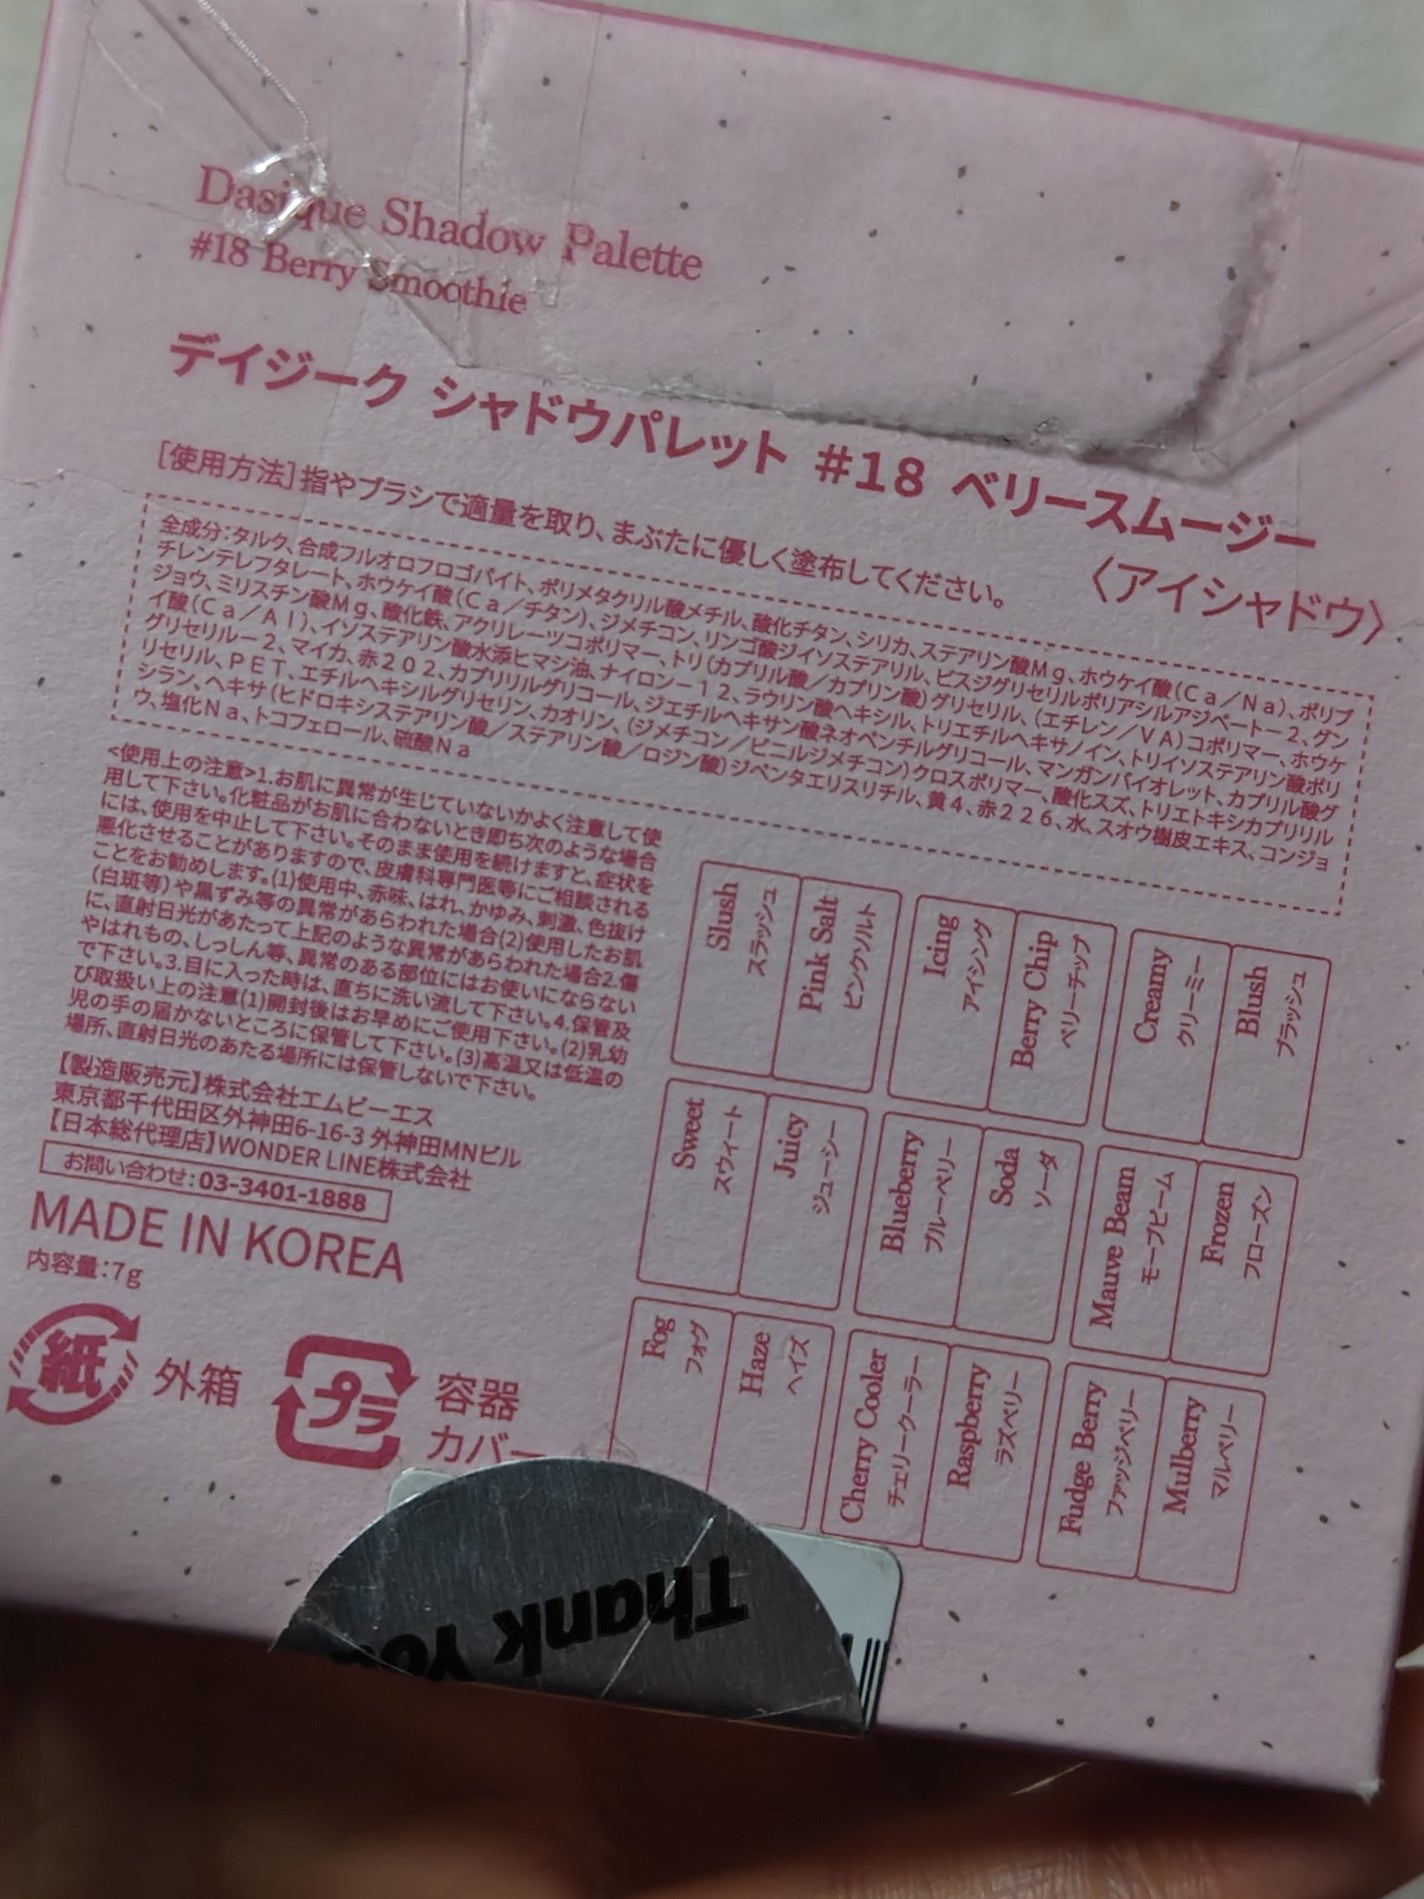 Dasique Shadow Palette
#18 Berry Smoothie
デイジーク シャドウパレット #18 ベリースムージー
〈アイシャドウ〉
[使用方法]指やブラシで適量を取り、まぶたに優しく塗布してください。
全成分:タルク、合成フルオロフロゴパイト、ポリメタクリル酸メチル、酸化チタン、シリカ、ステアリン酸Mg、ホウケイ酸(Ca/Na)、ポリブ
チレンテレフタレート、ホウケイ酸(Ca/チタン)、ジメチコン、リンゴ酸ジイソステアリル、ビスジグリセリルポリアシルアジペート-2、グン
ジョウ、ミリスチン酸Mg、酸化鉄、アクリレーツコポリマー、トリ(カプリル酸/カプリン酸)グリセリル、(エチレン/VA)コポリマー、ホウケ
イ酸(Ca/Al)、イソステアリン酸水添ヒマシ油、ナイロン-12、ラウリン酸ヘキシル、トリエチルヘキサノイン、トリイソステアリン酸ポリ
グリセリル-2、マイカ、赤202、カプリリルグリコール、ジエチルヘキサン酸ネオペンチルグリコール、マンガンバイオレット、カプリル酸グ
リセリル、PET、エチルヘキシルグリセリン、カオリン、(ジメチコン/ビニルジメチコン)クロスポリマー、酸化スズ、トリエトキシカプリリル
シラン、ヘキサ(ヒドロキシステアリン酸/ステアリン酸/ロジン酸)ジペンタエリスリチル、黄4、赤226、水、スオウ樹皮エキス、コンジョ
ウ、塩化Na、トコフェロール、硫酸Na
<使用上の注意>1.お肌に異常が生じていないかよく注意して使
用して下さい。化粧品がお肌に合わないとき即ち次のような場合
には、使用を中止して下さい。そのまま使用を続けますと、症状を
悪化させることがありますので、皮膚科専門医等にご相談される
ことをお勧めします。(1)使用中、赤味、はれ、かゆみ、刺激、色抜け
(白斑等)や黒ずみ等の異常があらわれた場合(2)使用したお肌
に、直射日光があたって上記のような異常があらわれた場合2.傷
やはれもの、しっしん等、異常のある部位にはお使いにならない
で下さい。3.目に入った時は、直ちに洗い流して下さい。4.保管及
び取扱い上の注意(1)開封後はお早めにご使用下さい。(2)乳幼
児の手の届かないところに保管して下さい。(3)高温又は低温の
場所、直射日光のあたる場所には保管しないで下さい。
【製造販売元】株式会社エムビーエス
東京都千代田区外神田6-16-3 外神田MNビル
【日本総代理店】WONDER LINE株式会社
お問い合わせ:03-3401-1888
MADE IN KOREA
内容量:7g
紙
外箱
プラ
容器
カバー
Slush
スラッシュ
Pink Salt
ピンクソルト
Icing
アイシング
Berry Chip
ベリーチップ
Creamy
クリーミー
Blush
ブラッシュ
Sweet
スウィート
Juicy
ジューシー
Blueberry
ブルーベリー
Soda
ソーダ
Mauve Beam
モーブビーム
Frozen
フローズン
Fog
フォグ
Haze
ヘイズ
Cherry Cooler
チェリークーラー
Raspberry
ラズベリー
Fudge Berry
ファッジベリー
Mulberry
マルベリー
Thank You